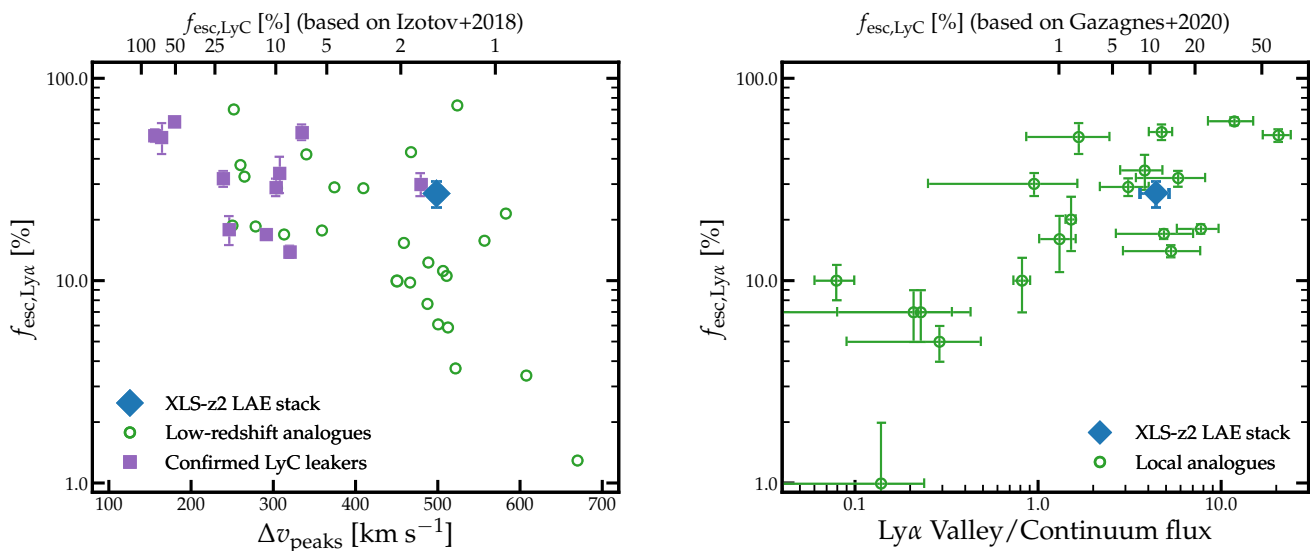 f_esc,LyC [%] (based on Izotov+2018)
100 50 25 10 5 2 1
100.0
10.0
1.0
f_esc,Lyα [%]
XLS-z2 LAE stack
Low-redshift analogues
Confirmed LyC leakers
100 200 300 400 500 600 700
Δv_peaks [km s⁻¹]
f_esc,LyC [%] (based on Gazagnes+2020)
1 5 10 20 50
100.0
10.0
1.0
f_esc,Lyα [%]
XLS-z2 LAE stack
Local analogues
0.1 1.0 10.0
Lyα Valley/Continuum flux